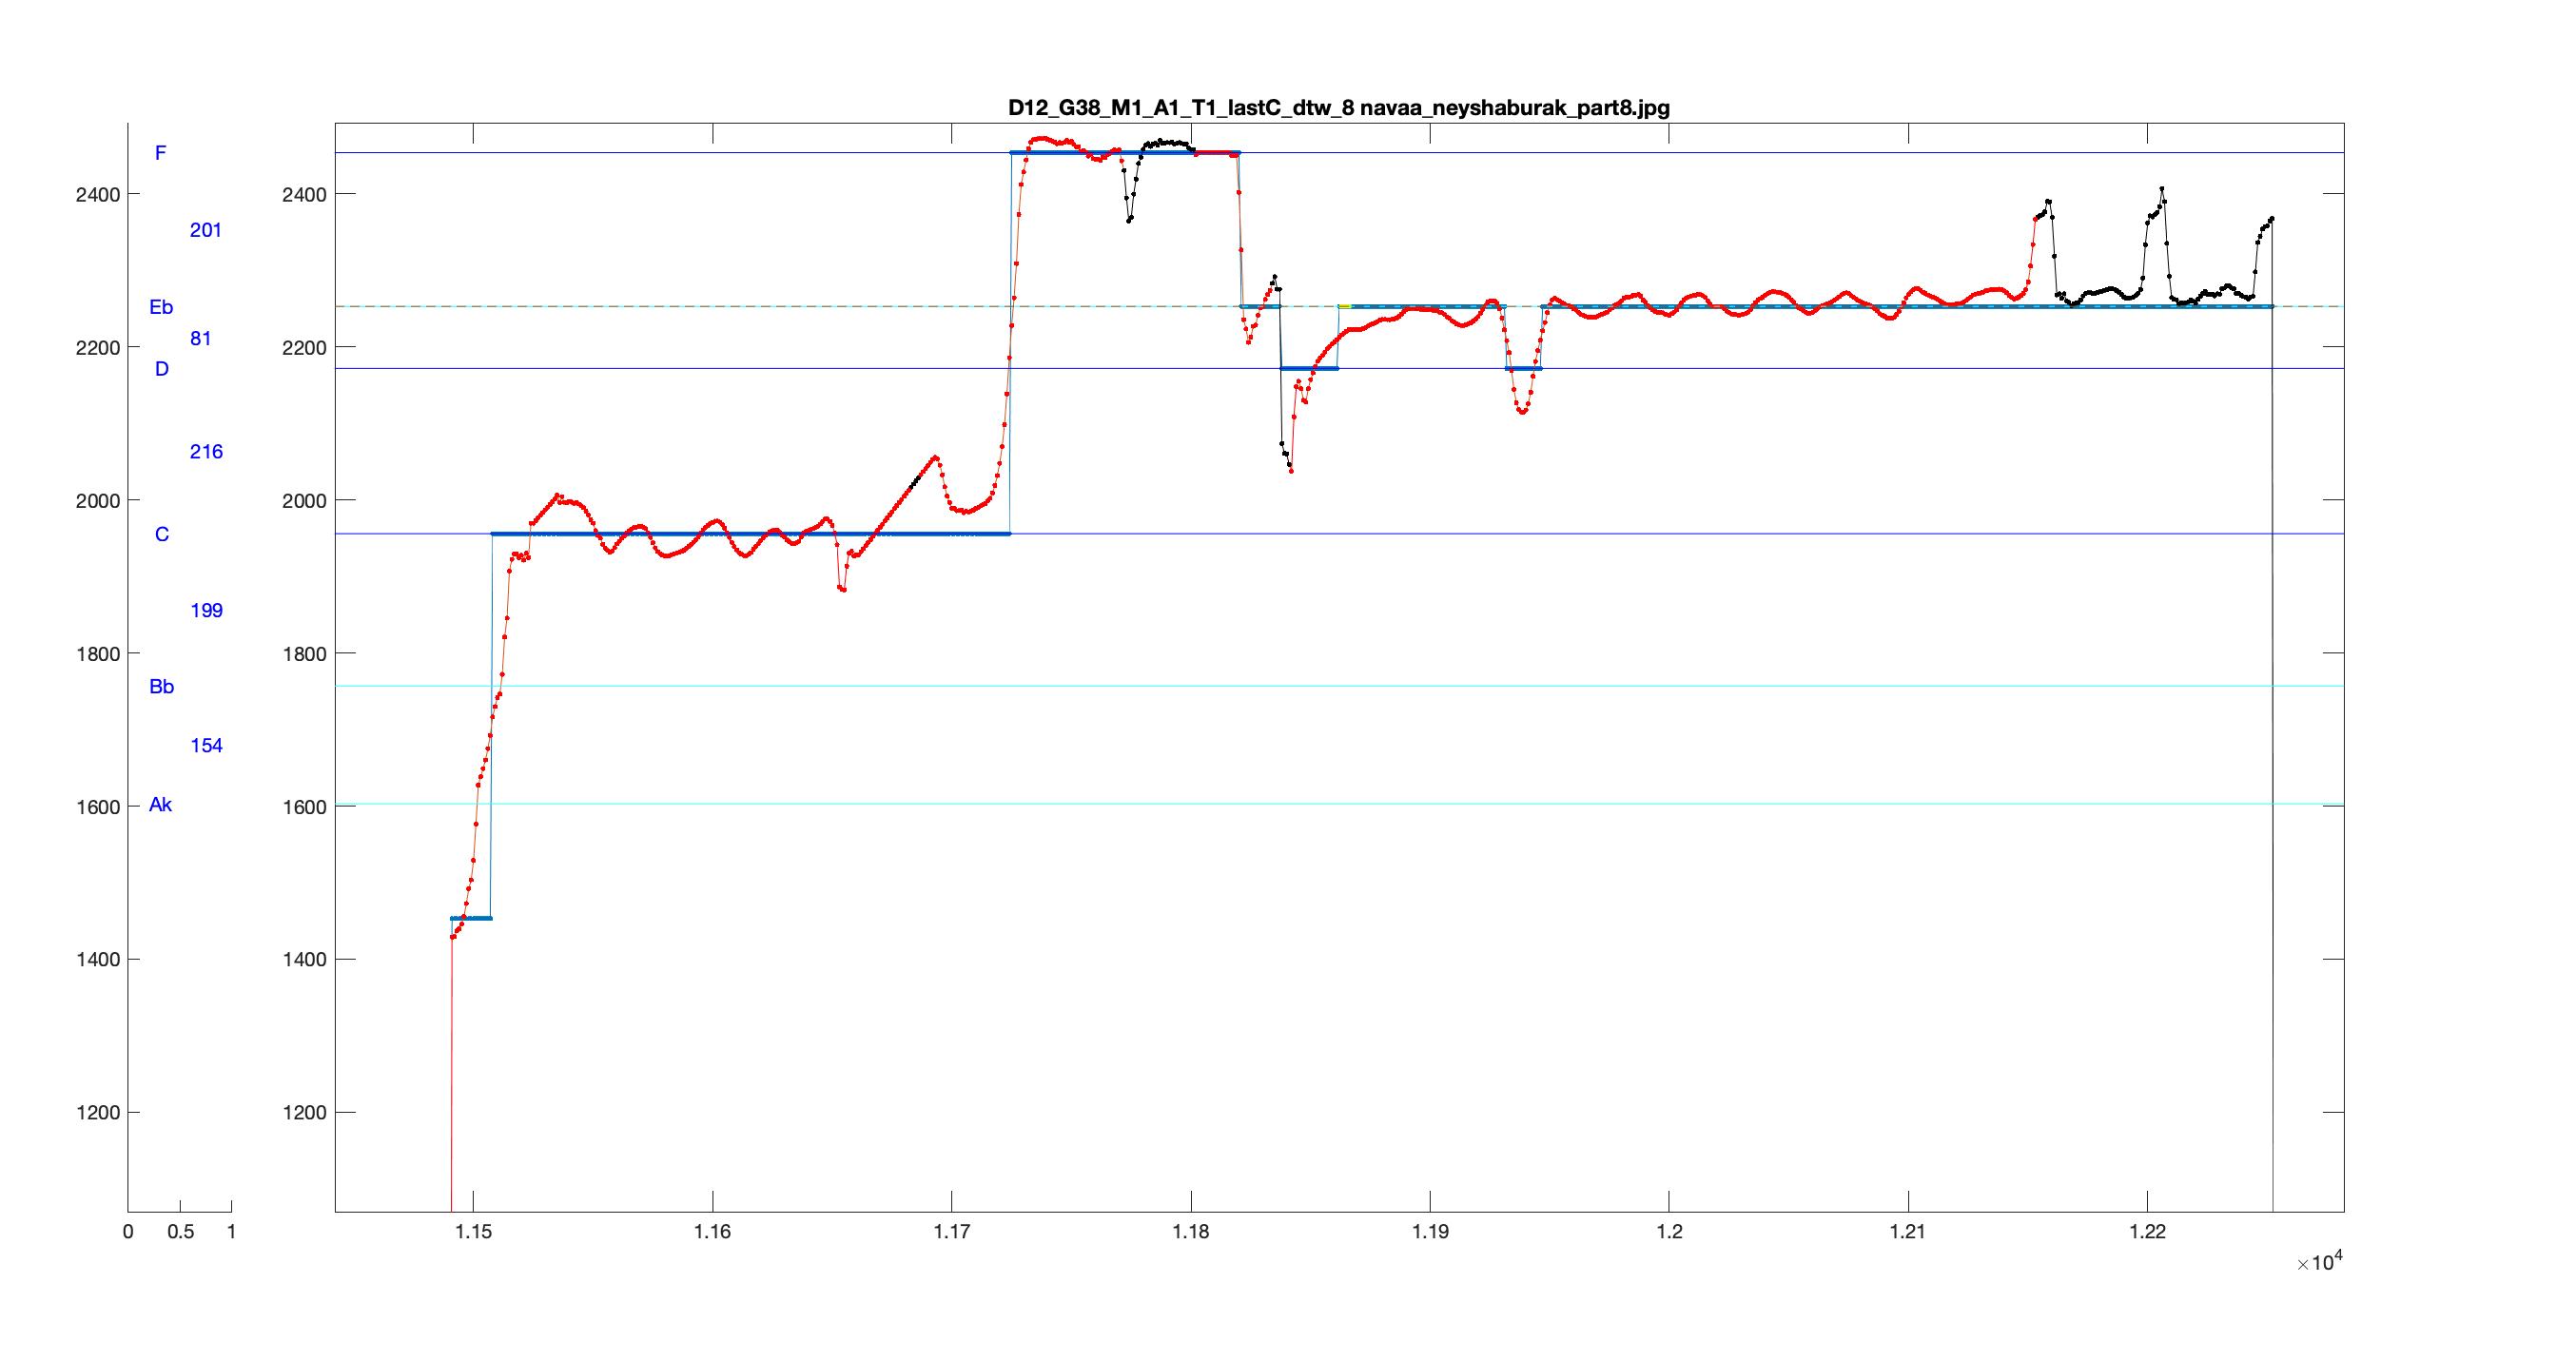 D12_G38_M1_A1_T1_lastC_dtw_8 navaa_neyshaburak_part8.jpg
F
2400 2400
201
Eb
81
2200 2200
D
216
2000 2000
C
199
1800 1800
Bb
154
1600 Ak 1600
1400 1400
1200 1200
0 0.5 1 1.15 1.16 1.17 1.18 1.19 1.2 1.21 1.22
×10^4